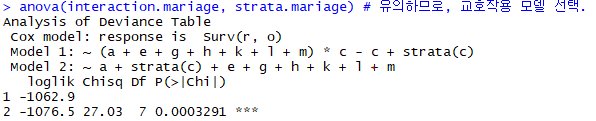 > anova(interaction.mariage, strata.mariage) # 유의하므로, 교호작용 모델 선택.
Analysis of Deviance Table
Cox model: response is Surv(r, o)
Model 1: ~ (a + e + g + h + k + l + m) * c - c + strata(c)
Model 2: ~ a + strata(c) + e + g + h + k + l + m
loglik Chisq Df P(>|Chi|)
1 -1062.9
2 -1076.5 27.03 7 0.0003291 ***